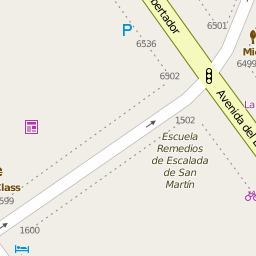 6501
bertador
P
6536
Mi
6499
6502
La
Avenida del
1502
Escuela
Remedios
de Escalada
de San
Martín
e
Class
599
1600